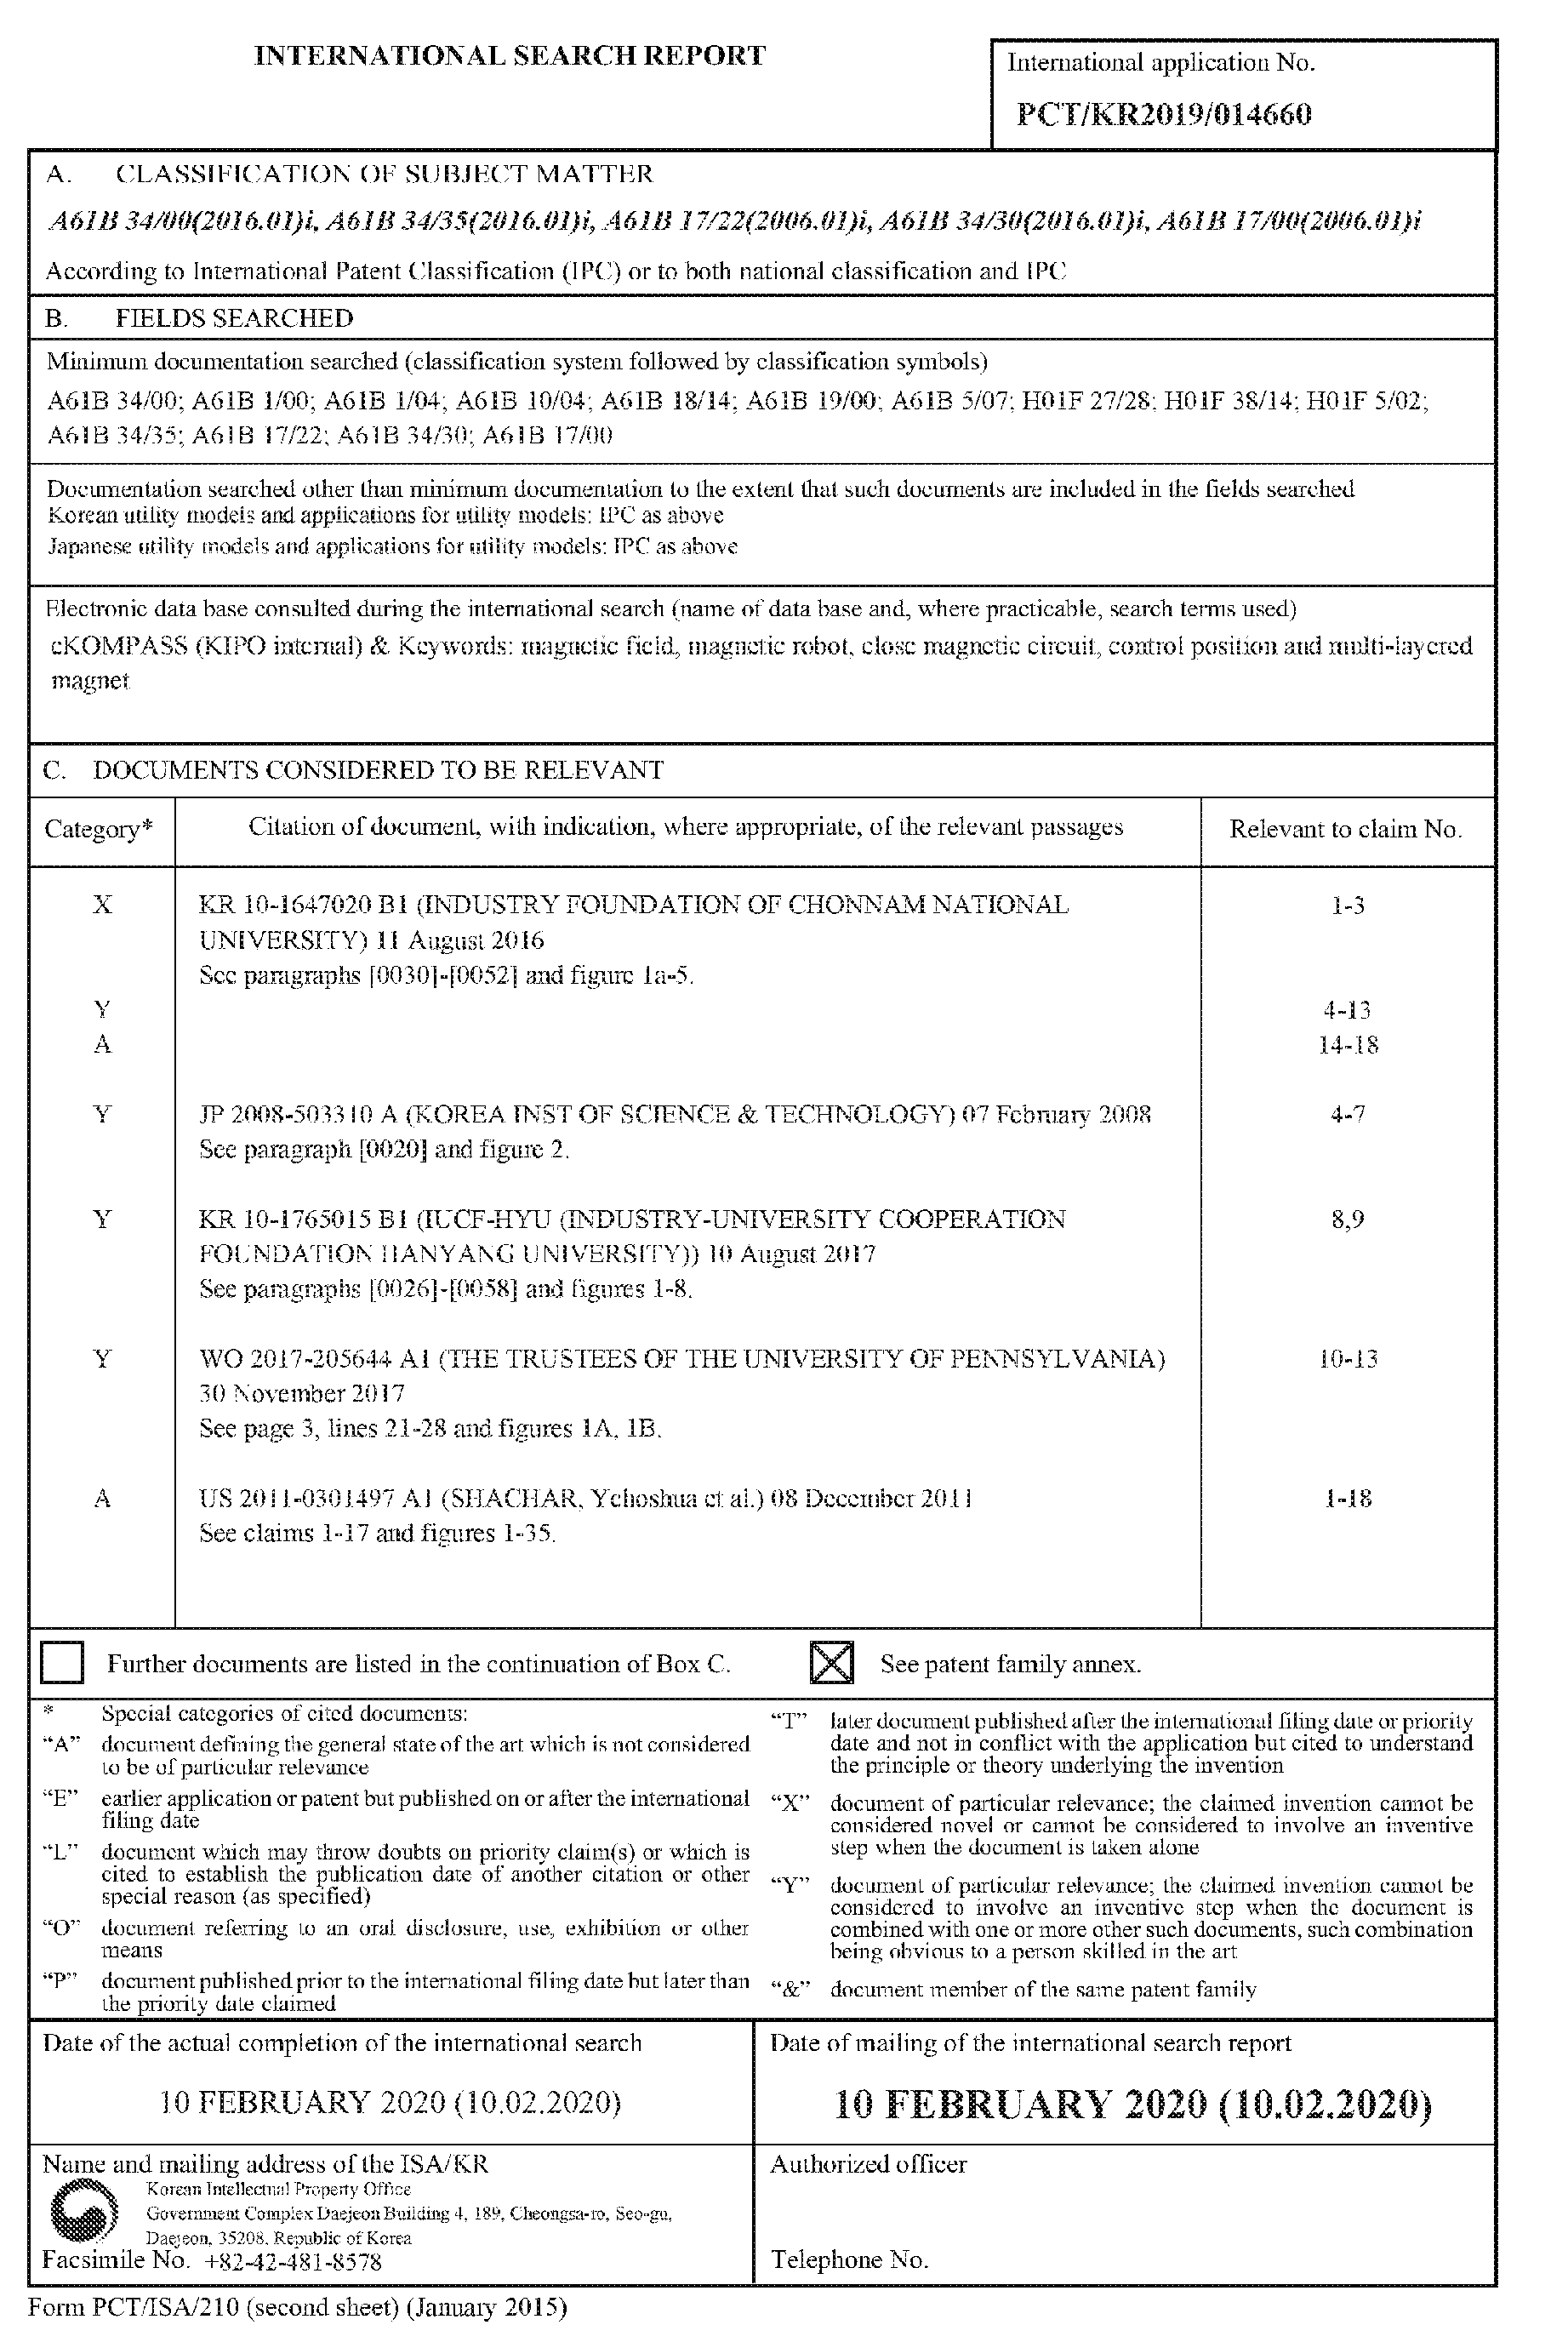 INTERNATIONAL SEARCH REPORT
International application No.
PCT/KR2019/014660
A. CLASSIFICATION OF SUBJECT MATTER
A61B 34/00(2016.01)i, A61B 34/35(2016.01)i, A61B 17/22(2006.01)i, A61B 34/30(2016.01)i, A61B 17/00(2006.01)i
According to International Patent Classification (IPC) or to both national classification and IPC
B. FIELDS SEARCHED
Minimum documentation searched (classification system followed by classification symbols)
A61B 34/00; A61B 1/00; A61B 1/04; A61B 10/04; A61B 18/14; A61B 19/00; A61B 5/07; H01F 27/28; H01F 38/14; H01F 5/02;
A61B 34/35; A61B 17/22; A61B 34/30; A61B 17/00
Documentation searched other than minimum documentation to the extent that such documents are included in the fields searched
Korean utility models and applications for utility models: IPC as above
Japanese utility models and applications for utility models: IPC as above
Electronic data base consulted during the international search (name of data base and, where practicable, search terms used)
eKOMPASS (KIPO internal) & Keywords: magnetic field, magnetic robot, close magnetic circuit, control position and multi-layered
magnet
C. DOCUMENTS CONSIDERED TO BE RELEVANT
Category* Citation of document, with indication, where appropriate, of the relevant passages Relevant to claim No.
X KR 10-1647020 B1 (INDUSTRY FOUNDATION OF CHONNAM NATIONAL 1-3
UNIVERSITY) 11 August 2016
See paragraphs [0030]-[0052] and figure 1a-5.
Y 4-13
A 14-18
Y JP 2008-503310 A (KOREA INST OF SCIENCE & TECHNOLOGY) 07 February 2008 4-7
See paragraph [0020] and figure 2.
Y KR 10-1765015 B1 (IUCF-HYU (INDUSTRY-UNIVERSITY COOPERATION 8,9
FOUNDATION HANYANG UNIVERSITY)) 10 August 2017
See paragraphs [0026]-[0058] and figures 1-8.
Y WO 2017-205644 A1 (THE TRUSTEES OF THE UNIVERSITY OF PENNSYLVANIA) 10-13
30 November 2017
See page 3, lines 21-28 and figures 1A, 1B.
A US 2011-0301497 A1 (SHACHAR, Yehoshua et al.) 08 December 2011 1-18
See claims 1-17 and figures 1-35.
Further documents are listed in the continuation of Box C.
See patent family annex.
* Special categories of cited documents:
“A” document defining the general state of the art which is not considered
to be of particular relevance
“E” earlier application or patent but published on or after the international
filing date
“L” document which may throw doubts on priority claim(s) or which is
cited to establish the publication date of another citation or other
special reason (as specified)
“O” document referring to an oral disclosure, use, exhibition or other
means
“P” document published prior to the international filing date but later than
the priority date claimed
“T” later document published after the international filing date or priority
date and not in conflict with the application but cited to understand
the principle or theory underlying the invention
“X” document of particular relevance; the claimed invention cannot be
considered novel or cannot be considered to involve an inventive
step when the document is taken alone
“Y” document of particular relevance; the claimed invention cannot be
considered to involve an inventive step when the document is
combined with one or more other such documents, such combination
being obvious to a person skilled in the art
“&” document member of the same patent family
Date of the actual completion of the international search
10 FEBRUARY 2020 (10.02.2020)
Date of mailing of the international search report
10 FEBRUARY 2020 (10.02.2020)
Name and mailing address of the ISA/KR
Korean Intellectual Property Office
Government Complex Daejeon Building 4, 189, Cheongsa-ro, Seo-gu,
Daejeon, 35208, Republic of Korea
Facsimile No. +82-42-481-8578
Authorized officer
Telephone No.
Form PCT/ISA/210 (second sheet) (January 2015)